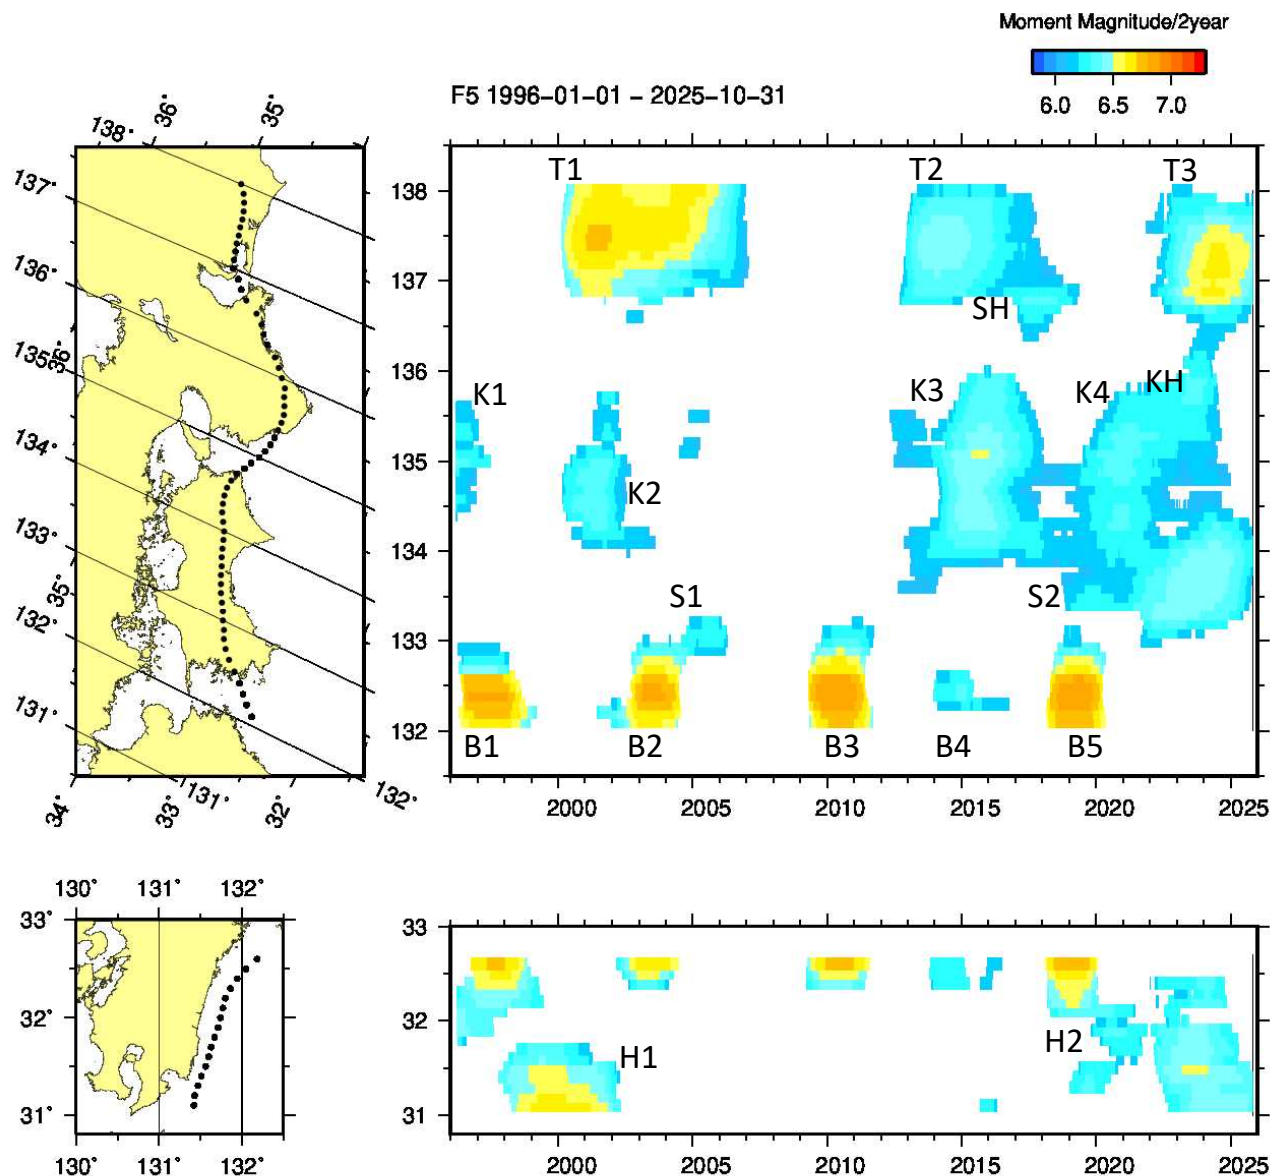 Moment Magnitude/2year
6.0 6.5 7.0
F5 1996-01-01 - 2025-10-31
138° 36° 35°
137°
136°
135°
36°
134°
133°
35°
132°
131°
34° 33° 131° 32° 132°
T1 T2 T3
138
137
SH
136
K1 K3 K4 KH
135
K2
134
S1 S2
133
132
B1 B2 B3 B4 B5
2000 2005 2010 2015 2020 2025
130° 131° 132°
33°
32°
31°
130° 131° 132°
33
32
H1 H2
31
2000 2005 2010 2015 2020 2025